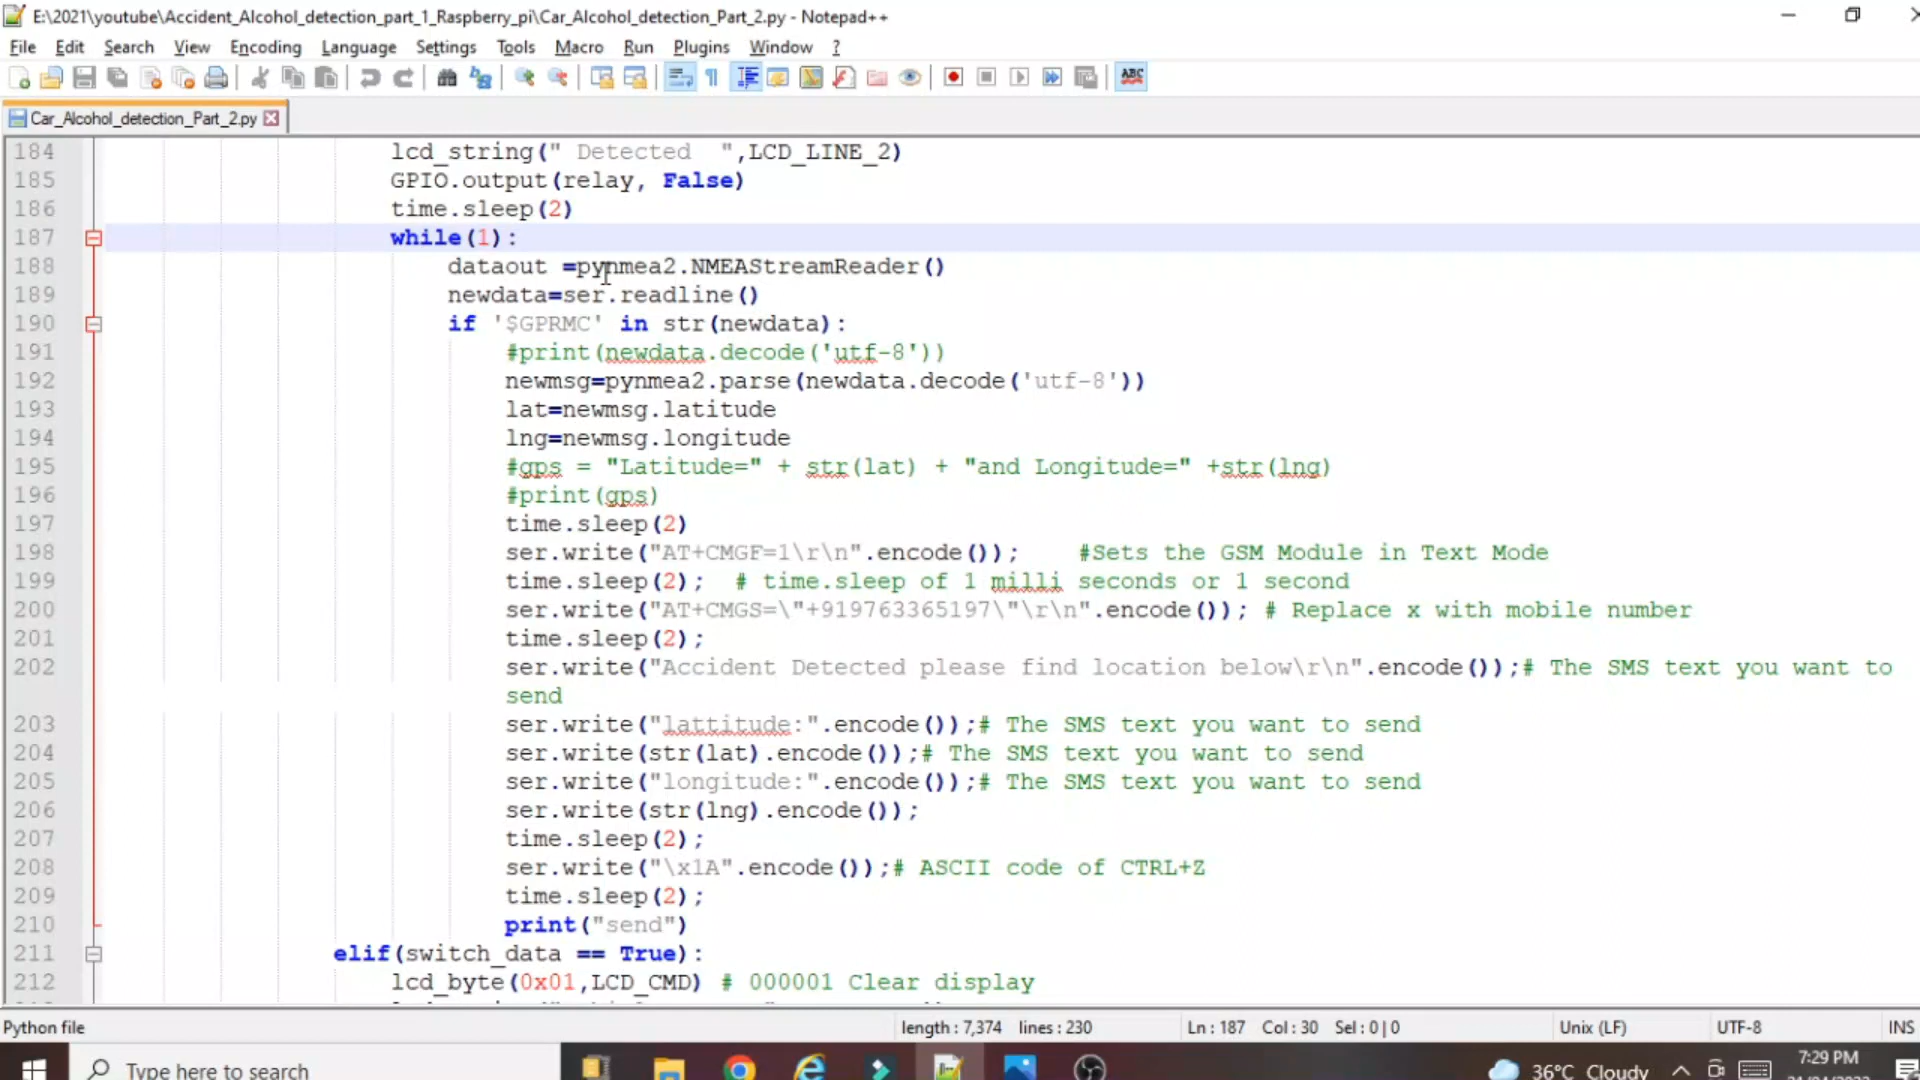 E:\2021\youtube\Accident_Alcohol_detection_part_1_Raspberry_pi\Car_Alcohol_detection_Part_2.py - Notepad++
File Edit Search View Encoding Language Settings Tools Macro Run Plugins Window ?
ABC
Car_Alcohol_detection_Part_2.py
184 lcd_string(" Detected  ",LCD_LINE_2)
185 GPIO.output(relay, False)
186 time.sleep(2)
187 while(1):
188 dataout =pynmea2.NMEAStreamReader()
189 newdata=ser.readline()
190 if '$GPRMC' in str(newdata):
191 #print(newdata.decode('utf-8'))
192 newmsg=pynmea2.parse(newdata.decode('utf-8'))
193 lat=newmsg.latitude
194 lng=newmsg.longitude
195 #gps = "Latitude=" + str(lat) + "and Longitude=" +str(lng)
196 #print(gps)
197 time.sleep(2)
198 ser.write("AT+CMGF=1\r\n".encode());    #Sets the GSM Module in Text Mode
199 time.sleep(2);  # time.sleep of 1 milli seconds or 1 second
200 ser.write("AT+CMGS=\"+919763365197\"\r\n".encode()); # Replace x with mobile number
201 time.sleep(2);
202 ser.write("Accident Detected please find location below\r\n".encode());# The SMS text you want to
send
203 ser.write("lattitude:".encode());# The SMS text you want to send
204 ser.write(str(lat).encode());# The SMS text you want to send
205 ser.write("longitude:".encode());# The SMS text you want to send
206 ser.write(str(lng).encode());
207 time.sleep(2);
208 ser.write("\x1A".encode());# ASCII code of CTRL+Z
209 time.sleep(2);
210 print("send")
211 elif(switch_data == True):
212 lcd_byte(0x01,LCD_CMD) # 000001 Clear display
Python file length : 7,374 lines : 230 Ln : 187 Col : 30 Sel : 0 | 0 Unix (LF) UTF-8 INS
Type here to search 36°C Cloudy 7:29 PM